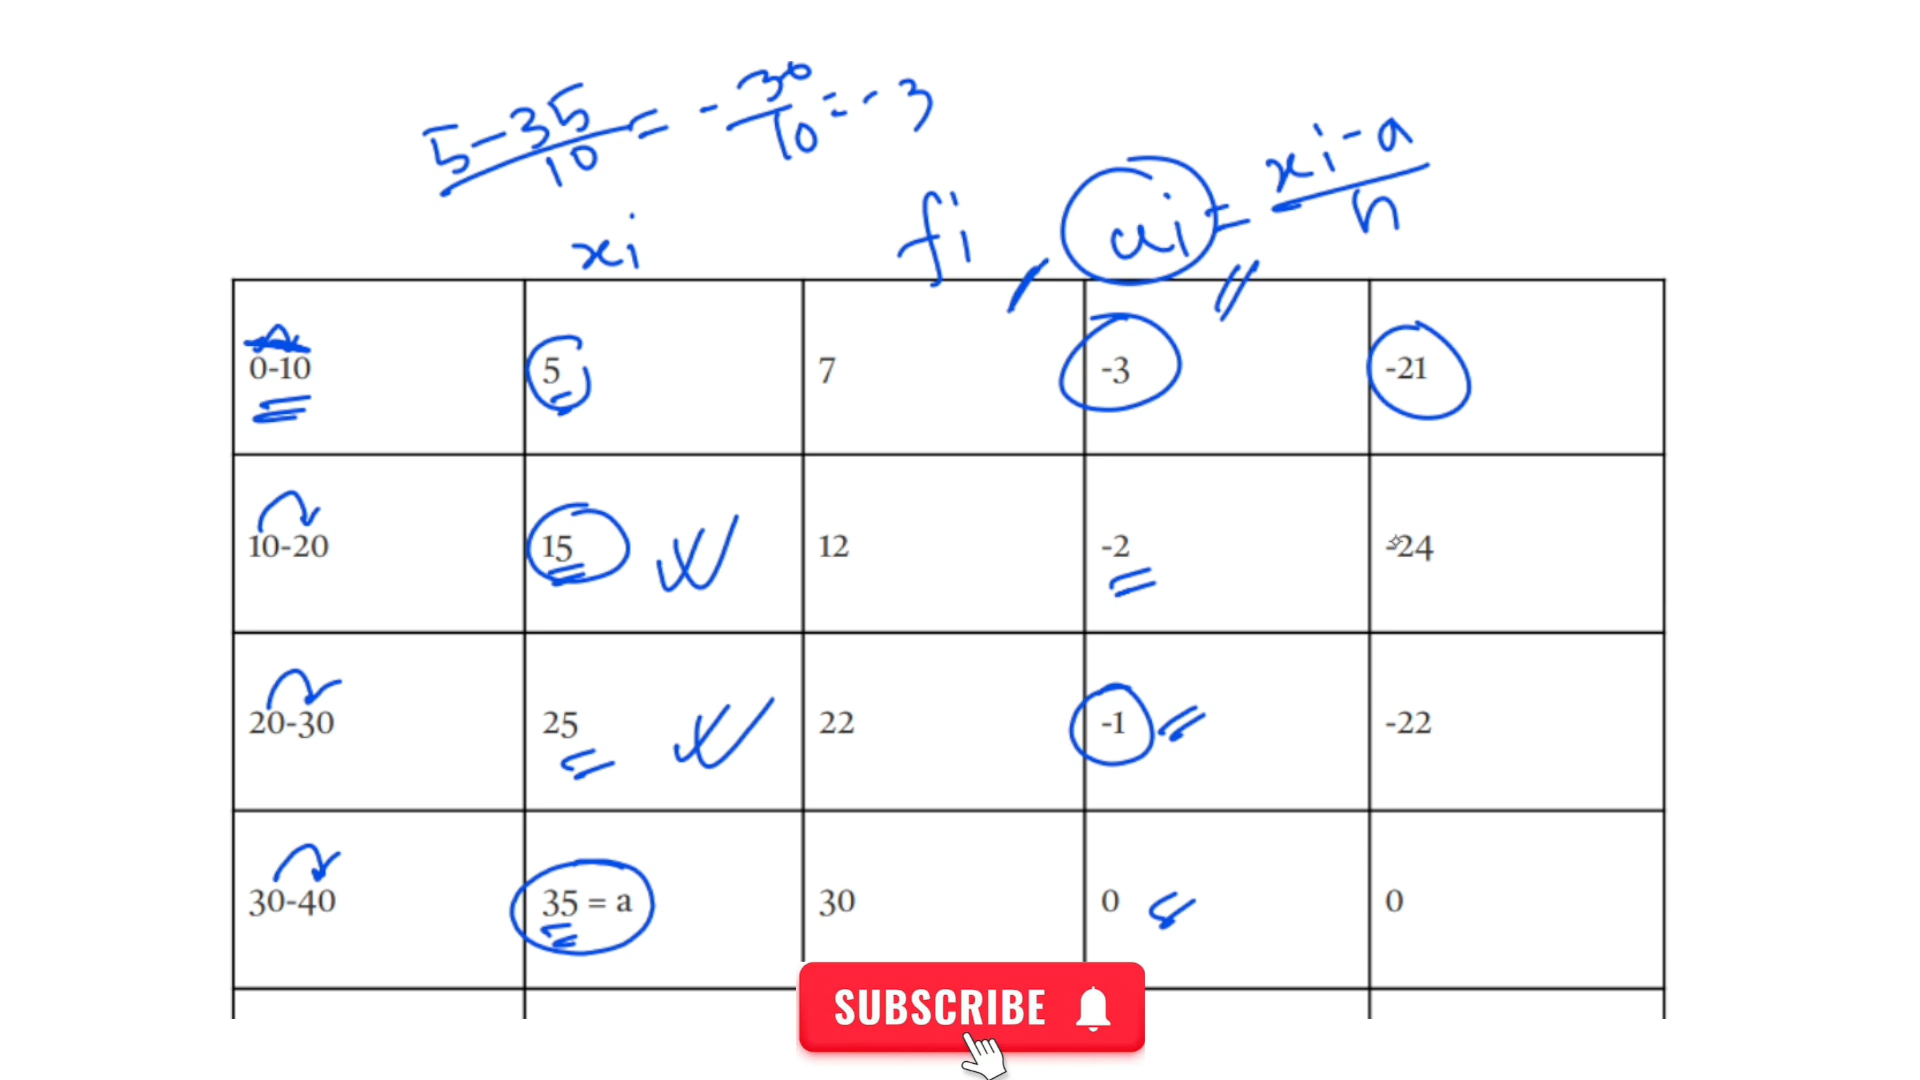 5-35/10 = -30/10 = -3
xi fi ui = xi-a/h
0-10 5 7 -3 -21
10-20 15 12 -2 -24
20-30 25 22 -1 -22
30-40 35 = a 30 0 0
SUBSCRIBE